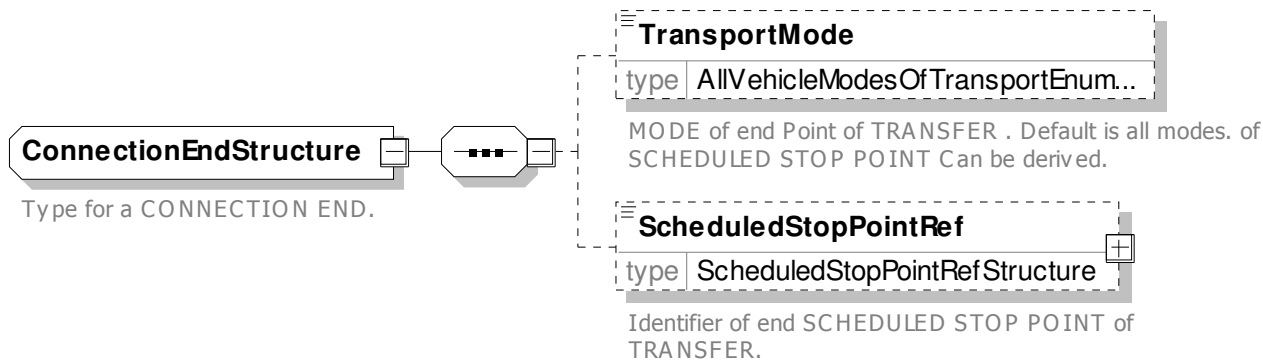 TransportMode
type AllVehicleModesOfTransportEnum...
MODE of end Point of TRANSFER . Default is all modes. of
SCHEDULED STOP POINT Can be derived.
ConnectionEndStructure
Type for a CONNECTION END.
ScheduledStopPointRef
type ScheduledStopPointRefStructure
Identifier of end SCHEDULED STOP POINT of
TRANSFER.